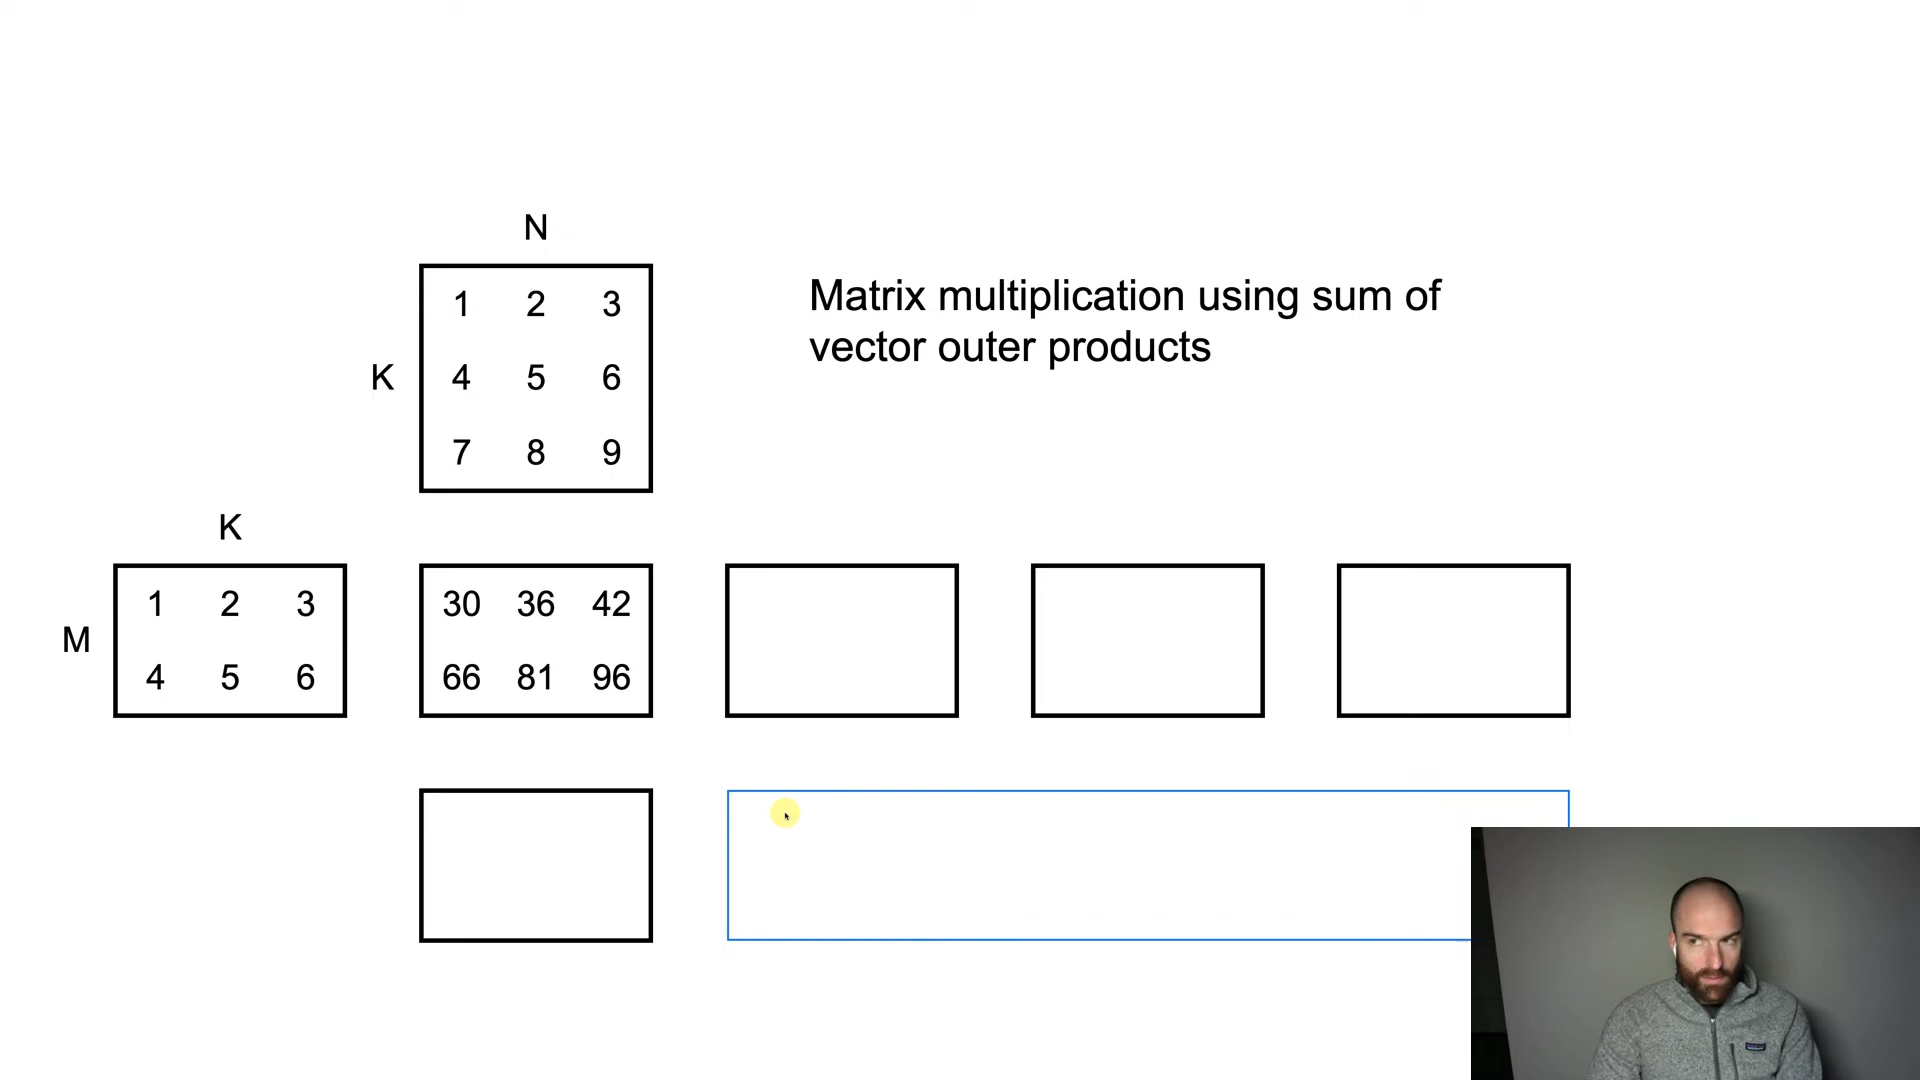 N
Matrix multiplication using sum of
vector outer products
1 2 3
K 4 5 6
7 8 9
K
1 2 3
M
4 5 6
30 36 42
66 81 96